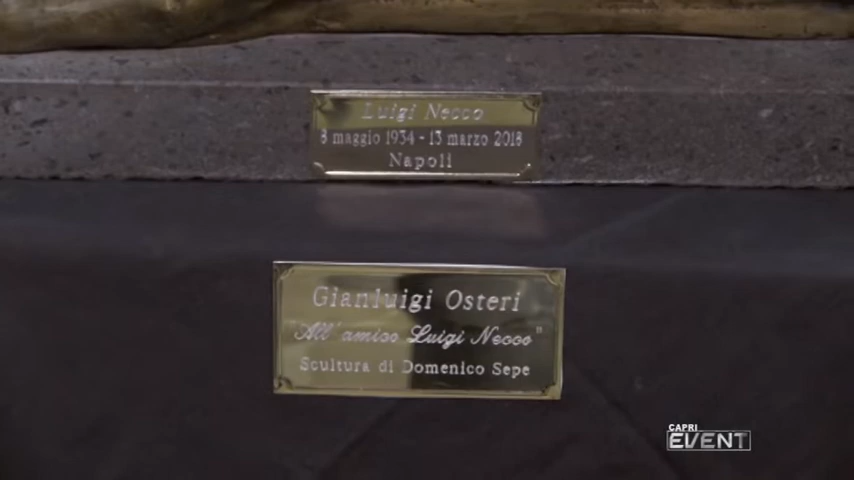 Luigi Necco
8 maggio 1934 - 13 marzo 2018
Napoli
Gianluigi Osteri
"All' amico Luigi Necco"
Scultura di Domenico Sepe
CAPRI
EVENT